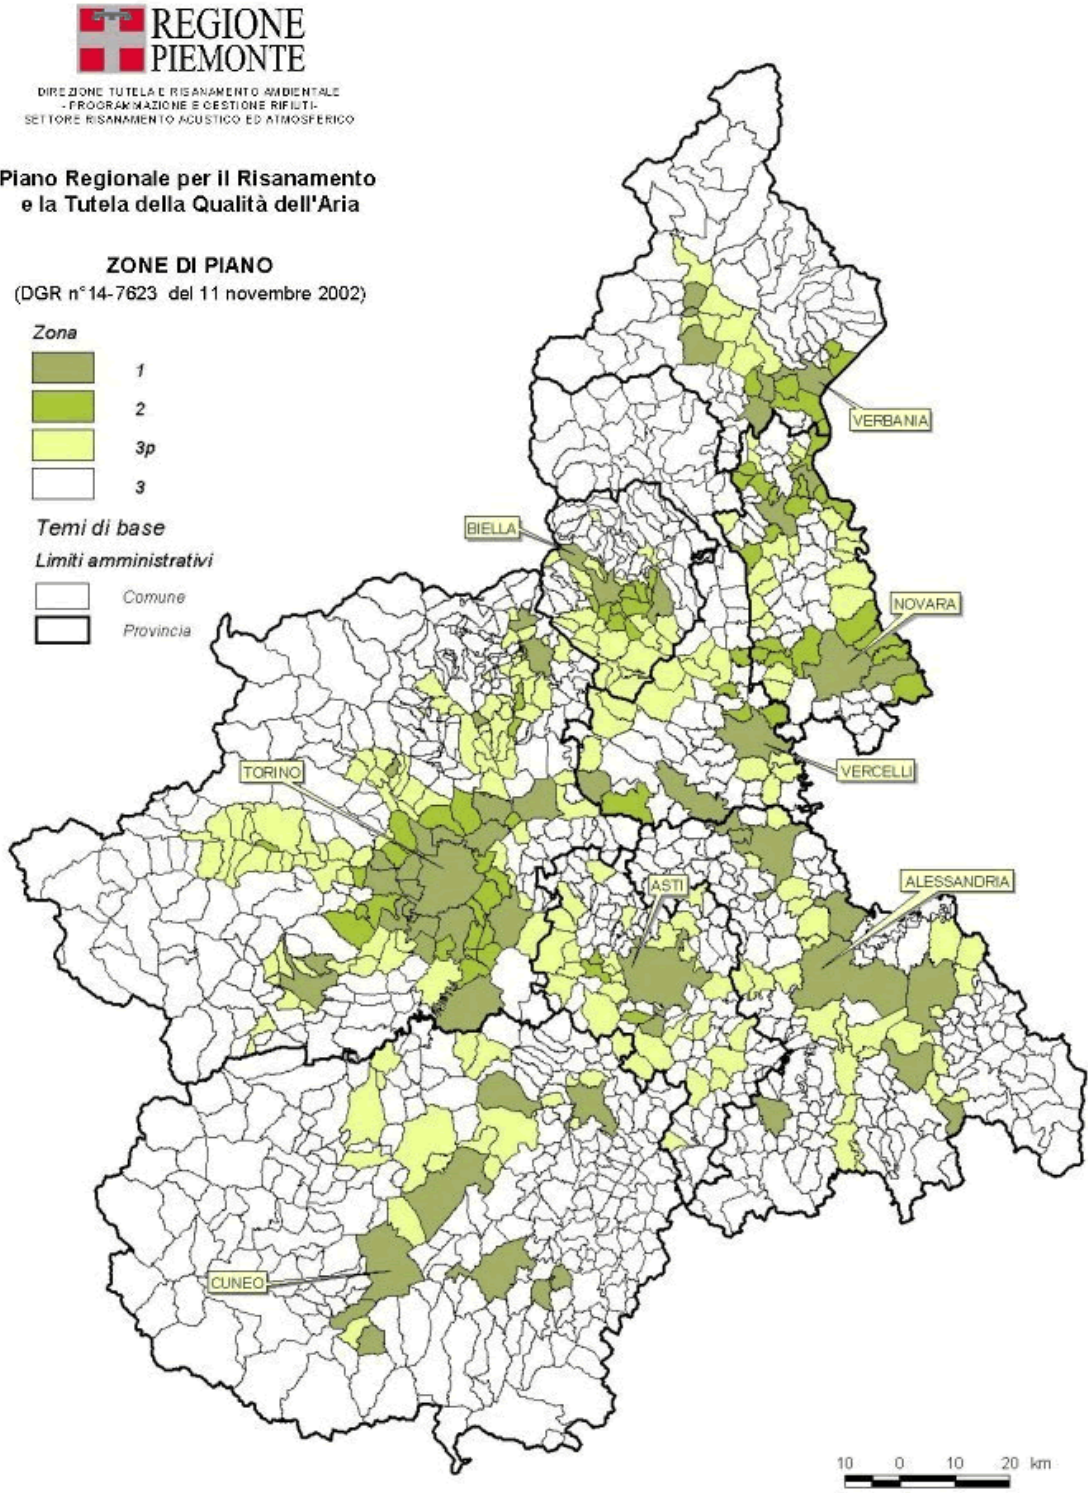 REGIONE
PIEMONTE
DIREZIONE TUTELA E RISANAMENTO AMBIENTALE
- PROGRAMMAZIONE E GESTIONE RIFIUTI-
SETTORE RISANAMENTO ACUSTICO ED ATMOSFERICO
Piano Regionale per il Risanamento
e la Tutela della Qualità dell'Aria
ZONE DI PIANO
(DGR n°14-7623 del 11 novembre 2002)
Zona
1
2
3p
3
Temi di base
Limiti amministrativi
Comune
Provincia
VERBANIA
BIELLA
NOVARA
TORINO
VERCELLI
ASTI
ALESSANDRIA
CUNEO
10 0 10 20 km